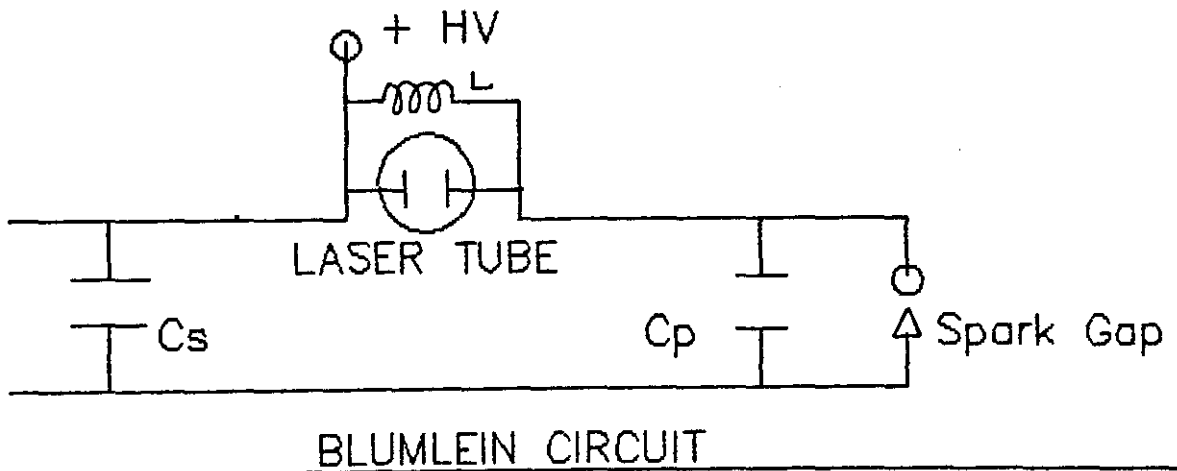 + HV
L
LASER TUBE
Cs
Cp
Spark Gap
BLUMLEIN CIRCUIT